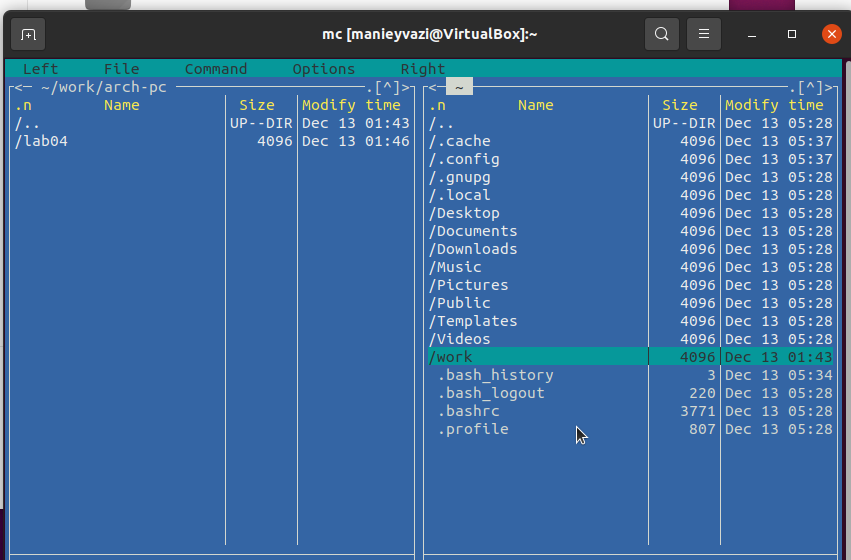 mc [manieyvazi@VirtualBox]:~
Left File Command Options Right
<─ ~/work/arch-pc ─.[^]>
.n Name Size Modify time
/.. UP--DIR Dec 13 01:43
/lab04 4096 Dec 13 01:46
<─ ~ ─.[^]>
.n Name Size Modify time
/.. UP--DIR Dec 13 05:28
/.cache 4096 Dec 13 05:37
/.config 4096 Dec 13 05:37
/.gnupg 4096 Dec 13 05:28
/.local 4096 Dec 13 05:28
/Desktop 4096 Dec 13 05:28
/Documents 4096 Dec 13 05:28
/Downloads 4096 Dec 13 05:28
/Music 4096 Dec 13 05:28
/Pictures 4096 Dec 13 05:28
/Public 4096 Dec 13 05:28
/Templates 4096 Dec 13 05:28
/Videos 4096 Dec 13 05:28
/work 4096 Dec 13 01:43
.bash_history 3 Dec 13 05:34
.bash_logout 220 Dec 13 05:28
.bashrc 3771 Dec 13 05:28
.profile 807 Dec 13 05:28